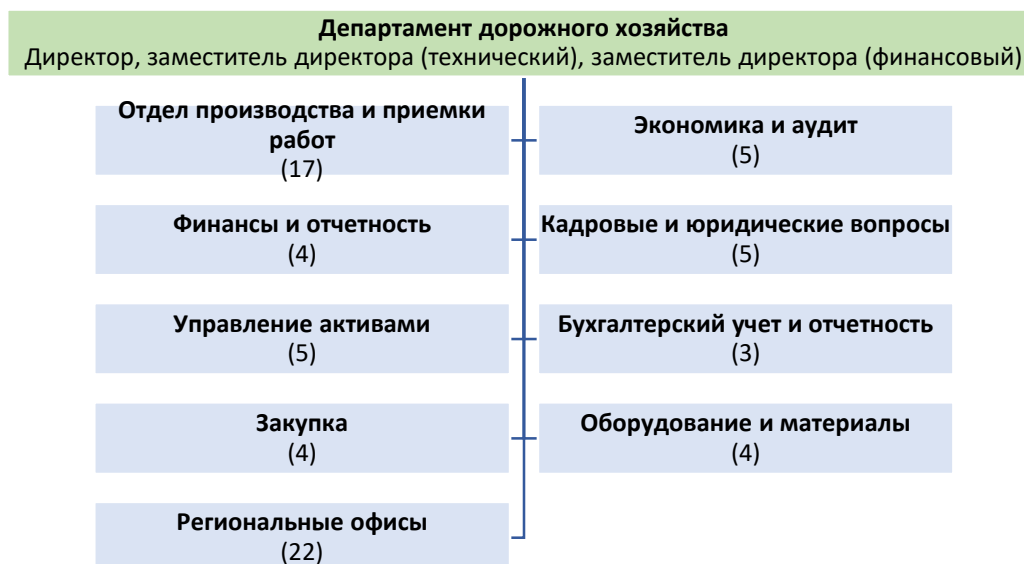 Департамент дорожного хозяйства
Директор, заместитель директора (технический), заместитель директора (финансовый)
Отдел производства и приемки
работ
(17)
Экономика и аудит
(5)
Финансы и отчетность
(4)
Кадровые и юридические вопросы
(5)
Управление активами
(5)
Бухгалтерский учет и отчетность
(3)
Закупка
(4)
Оборудование и материалы
(4)
Региональные офисы
(22)